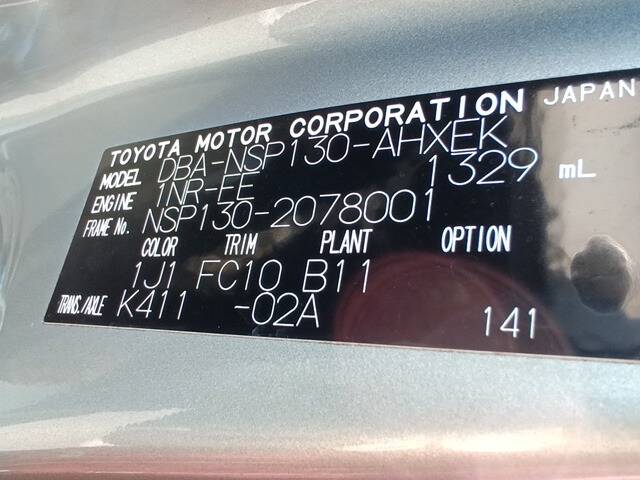 TOYOTA MOTOR CORPORATION JAPAN
MODEL DBA-NSP130-AHXEK
ENGINE 1NR-FE 1329 mL
FRAME No. NSP130-2078001
COLOR TRIM PLANT OPTION
1J1 FC10 B11
TRANS./AXLE K411 -02A 141